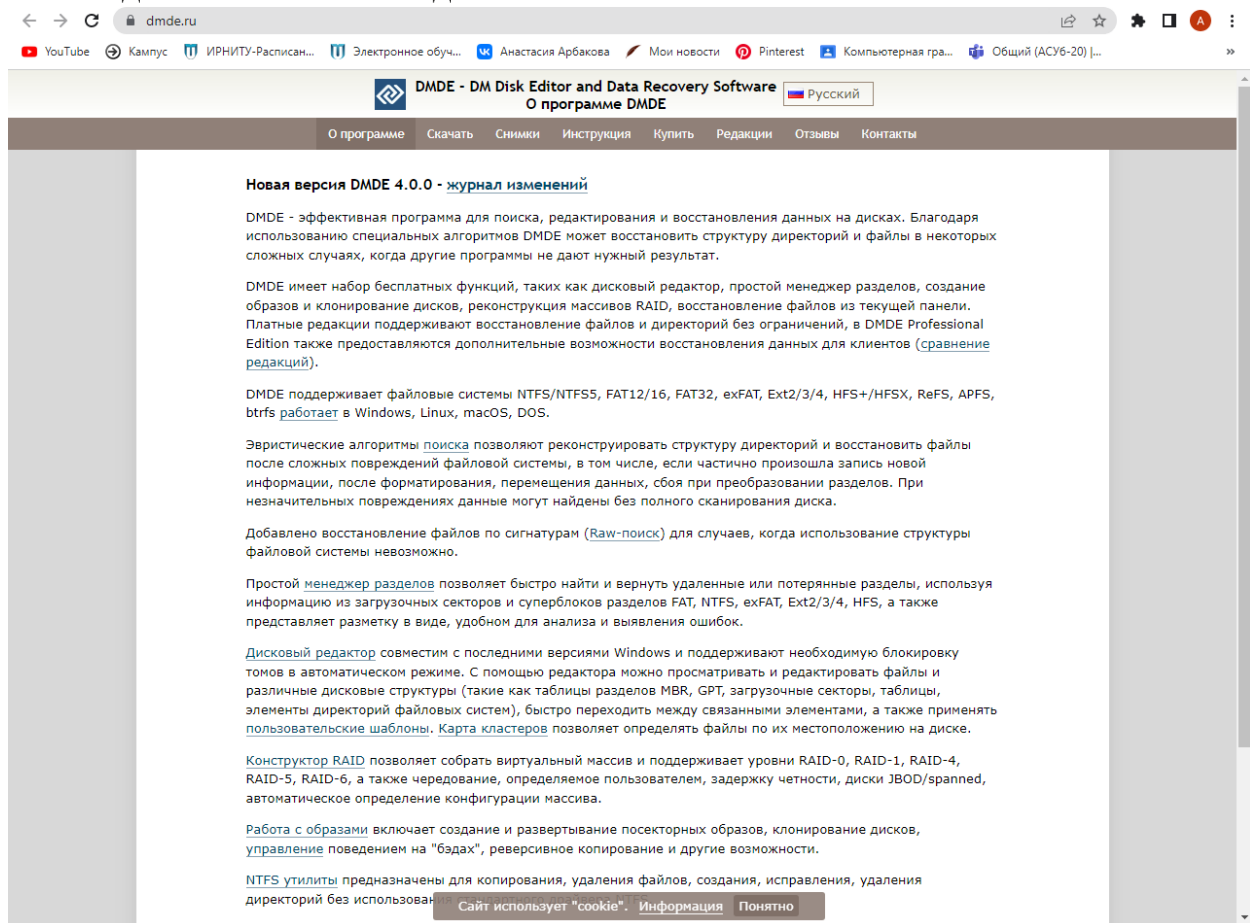 dmde.ru
A
YouTube Кампус ИРНИТУ-Расписан... Электронное обуч... Анастасия Арбакова Мои новости Pinterest Компьютерная гра... Общий (АСУб-20) |... »
DMDE - DM Disk Editor and Data Recovery Software
О программе DMDE
Русский
О программе Скачать Снимки Инструкция Купить Редакции Отзывы Контакты
Новая версия DMDE 4.0.0 - журнал изменений
DMDE - эффективная программа для поиска, редактирования и восстановления данных на дисках. Благодаря
использованию специальных алгоритмов DMDE может восстановить структуру директорий и файлы в некоторых
сложных случаях, когда другие программы не дают нужный результат.
DMDE имеет набор бесплатных функций, таких как дисковый редактор, простой менеджер разделов, создание
образов и клонирование дисков, реконструкция массивов RAID, восстановление файлов из текущей панели.
Платные редакции поддерживают восстановление файлов и директорий без ограничений, в DMDE Professional
Edition также предоставляются дополнительные возможности восстановления данных для клиентов (сравнение
редакций).
DMDE поддерживает файловые системы NTFS/NTFS5, FAT12/16, FAT32, exFAT, Ext2/3/4, HFS+/HFSX, ReFS, APFS,
btrfs работает в Windows, Linux, macOS, DOS.
Эвристические алгоритмы поиска позволяют реконструировать структуру директорий и восстановить файлы
после сложных повреждений файловой системы, в том числе, если частично произошла запись новой
информации, после форматирования, перемещения данных, сбоя при преобразовании разделов. При
незначительных повреждениях данные могут найдены без полного сканирования диска.
Добавлено восстановление файлов по сигнатурам (Raw-поиск) для случаев, когда использование структуры
файловой системы невозможно.
Простой менеджер разделов позволяет быстро найти и вернуть удаленные или потерянные разделы, используя
информацию из загрузочных секторов и суперблоков разделов FAT, NTFS, exFAT, Ext2/3/4, HFS, а также
представляет разметку в виде, удобном для анализа и выявления ошибок.
Дисковый редактор совместим с последними версиями Windows и поддерживают необходимую блокировку
томов в автоматическом режиме. С помощью редактора можно просматривать и редактировать файлы и
различные дисковые структуры (такие как таблицы разделов MBR, GPT, загрузочные секторы, таблицы,
элементы директорий файловых систем), быстро переходить между связанными элементами, а также применять
пользовательские шаблоны. Карта кластеров позволяет определять файлы по их местоположению на диске.
Конструктор RAID позволяет собрать виртуальный массив и поддерживает уровни RAID-0, RAID-1, RAID-4,
RAID-5, RAID-6, а также чередование, определяемое пользователем, задержку четности, диски JBOD/spanned,
автоматическое определение конфигурации массива.
Работа с образами включает создание и развертывание посекторных образов, клонирование дисков,
управление поведением на "бэдах", реверсивное копирование и другие возможности.
NTFS утилиты предназначены для копирования, удаления файлов, создания, исправления, удаления
директорий без использования стандартного драйвера NTFS.
Сайт использует "cookie". Информация Понятно